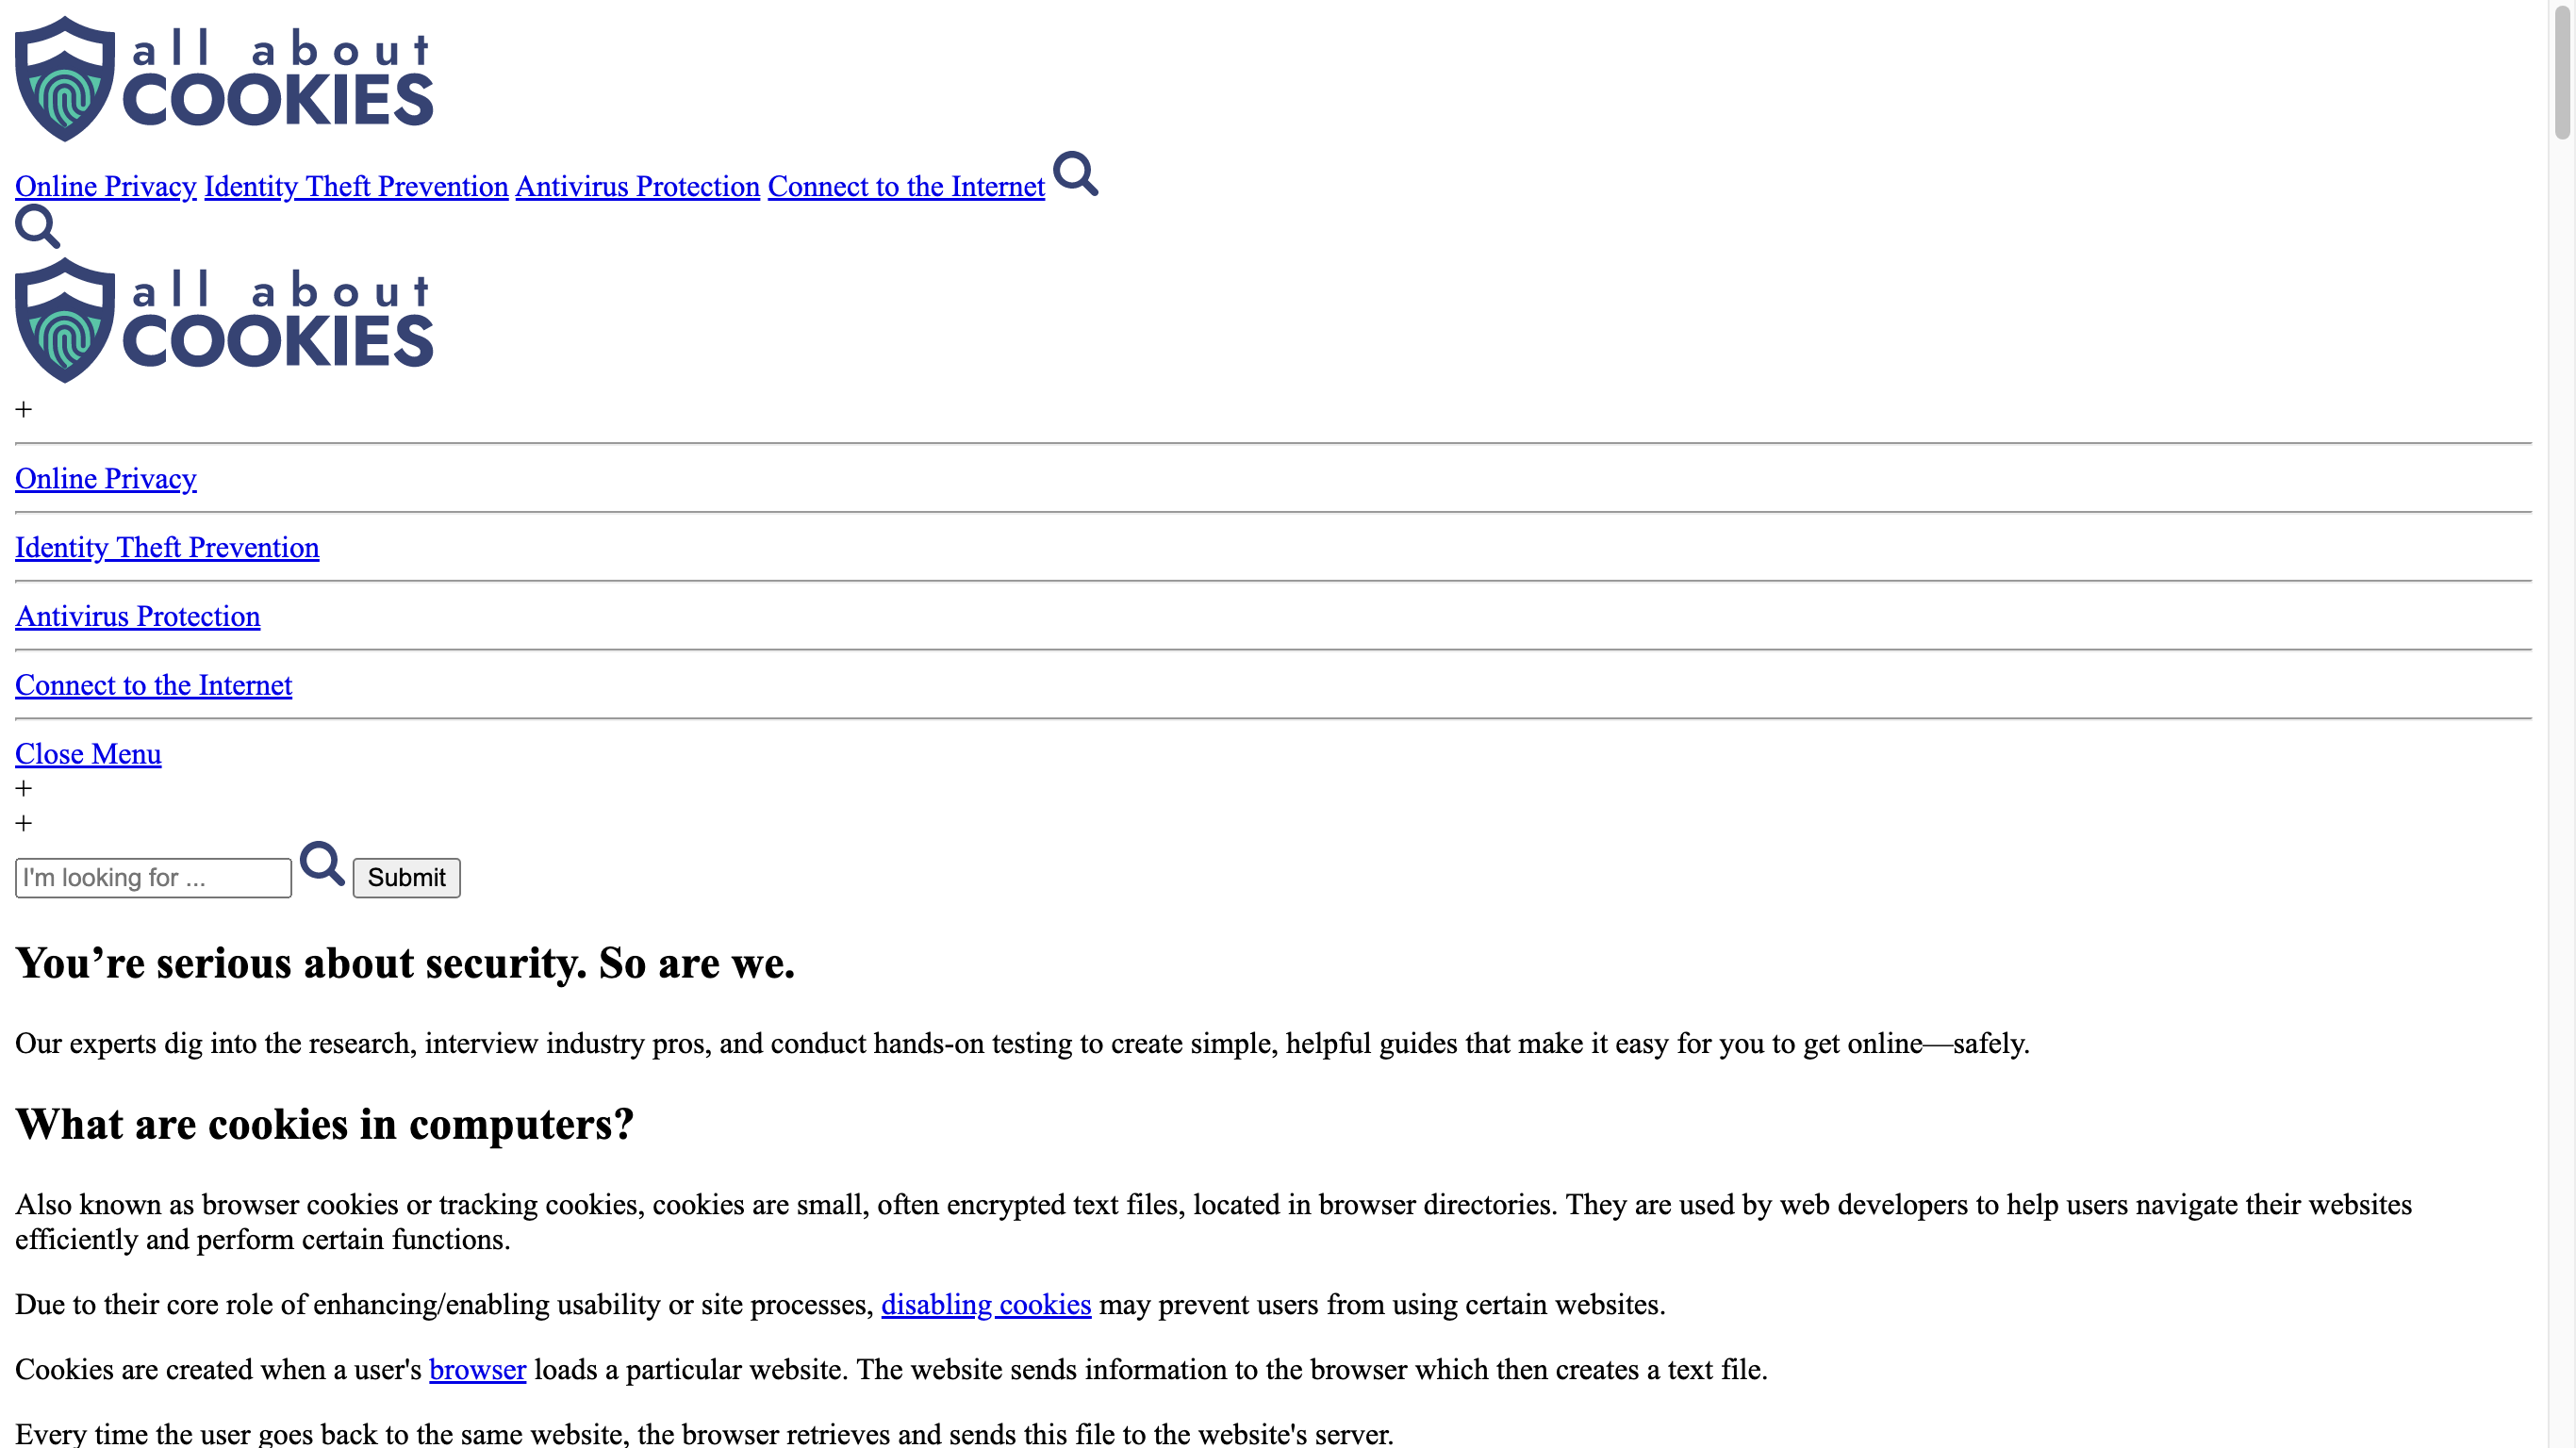 all about
COOKIES
Online Privacy Identity Theft Prevention Antivirus Protection Connect to the Internet
all about
COOKIES
+
Online Privacy
Identity Theft Prevention
Antivirus Protection
Connect to the Internet
Close Menu
+
+
I'm looking for ... Submit
You’re serious about security. So are we.
Our experts dig into the research, interview industry pros, and conduct hands-on testing to create simple, helpful guides that make it easy for you to get online—safely.
What are cookies in computers?
Also known as browser cookies or tracking cookies, cookies are small, often encrypted text files, located in browser directories. They are used by web developers to help users navigate their websites
efficiently and perform certain functions.
Due to their core role of enhancing/enabling usability or site processes, disabling cookies may prevent users from using certain websites.
Cookies are created when a user's browser loads a particular website. The website sends information to the browser which then creates a text file.
Every time the user goes back to the same website, the browser retrieves and sends this file to the website's server.